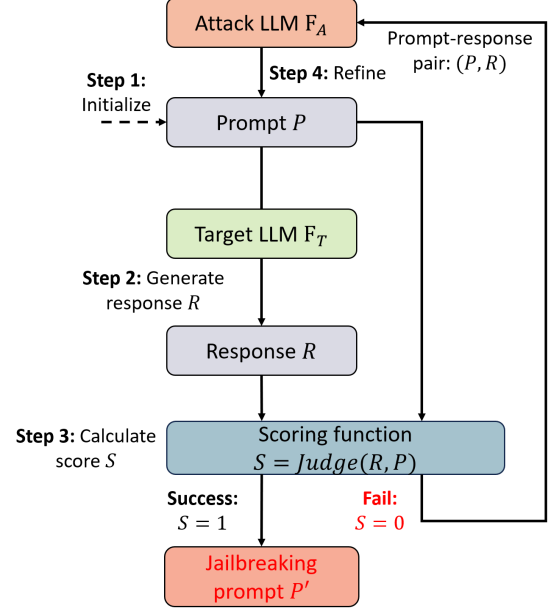 Attack LLM F_A
Prompt-response
pair: (P, R)
Step 1:
Initialize
Step 4: Refine
Prompt P
Target LLM F_T
Step 2: Generate
response R
Response R
Step 3: Calculate
score S
Scoring function
S = Judge(R, P)
Success:
S = 1
Fail:
S = 0
Jailbreaking
prompt P′